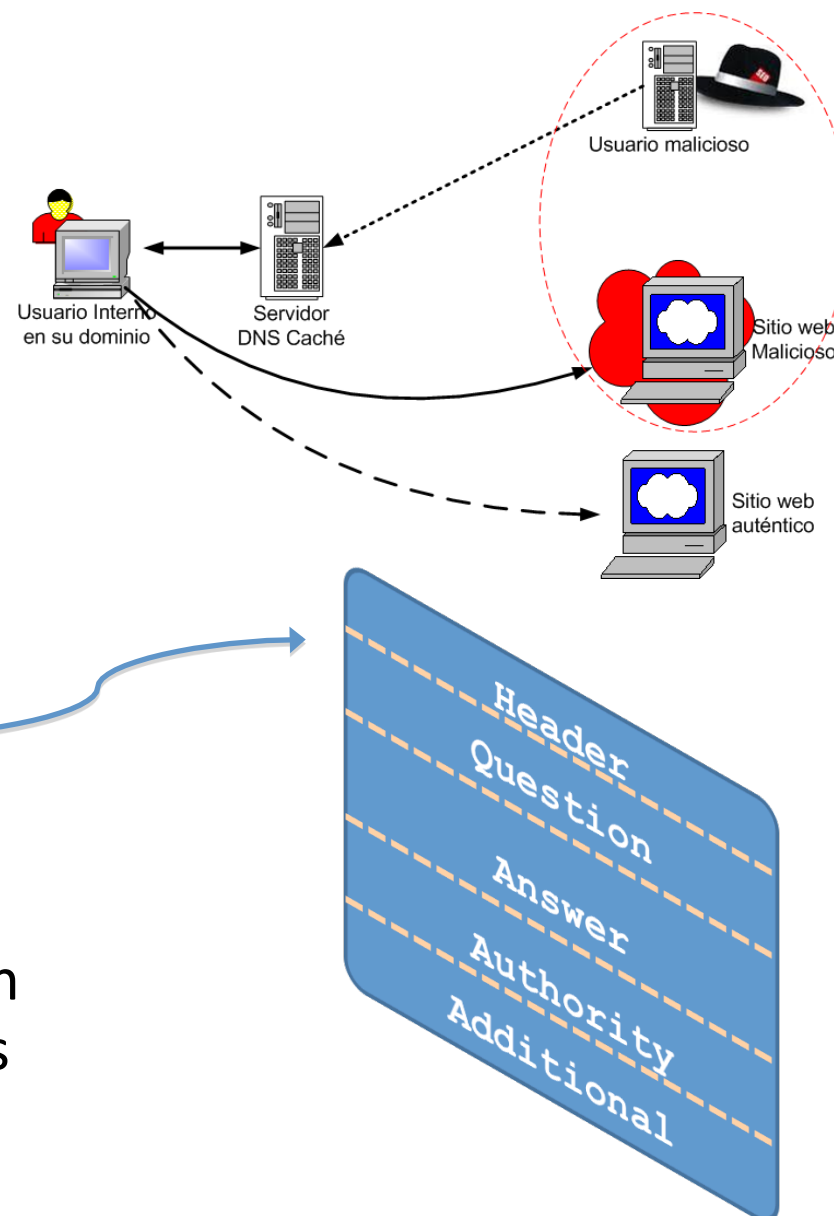 SEO
Usuario malicioso
Usuario Interno
en su dominio
Servidor
DNS Caché
Sitio web
Malicioso
Sitio web
auténtico
Header
Question
Answer
Authority
Additional
n
s